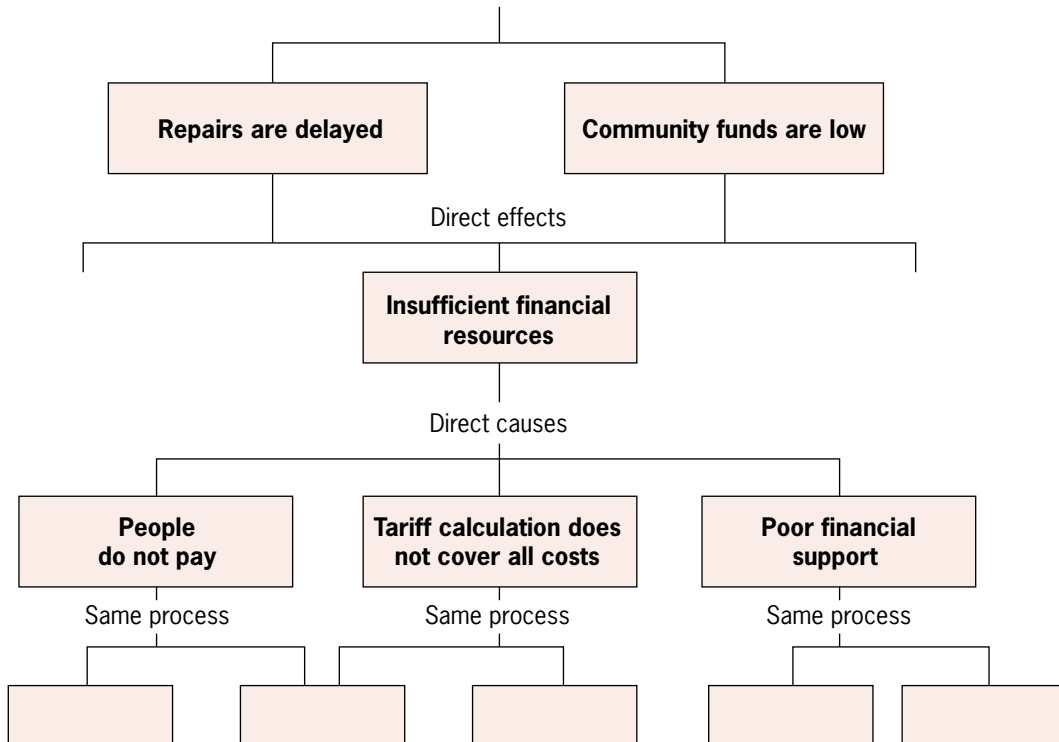 Repairs are delayed
Community funds are low
Direct effects
Insufficient financial
resources
Direct causes
People
do not pay
Tariff calculation does
not cover all costs
Poor financial
support
Same process
Same process
Same process